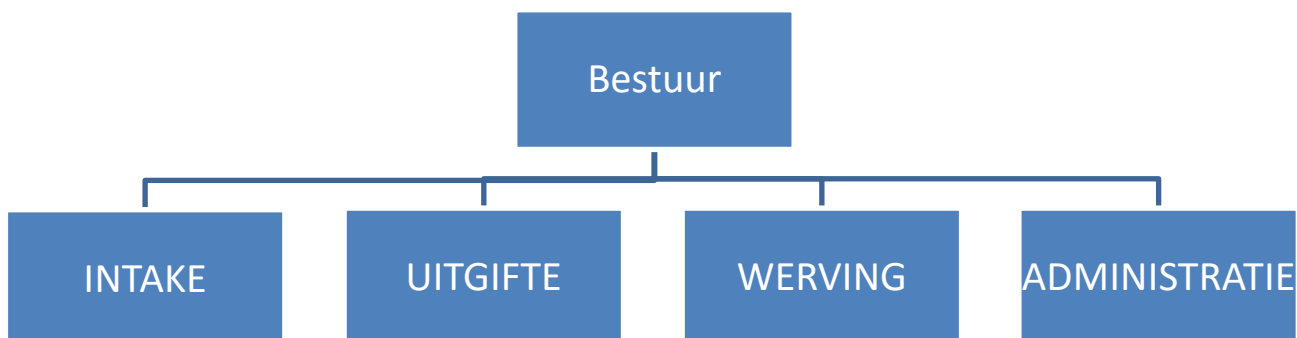 Bestuur
INTAKE
UITGIFTE
WERVING
ADMINISTRATIE